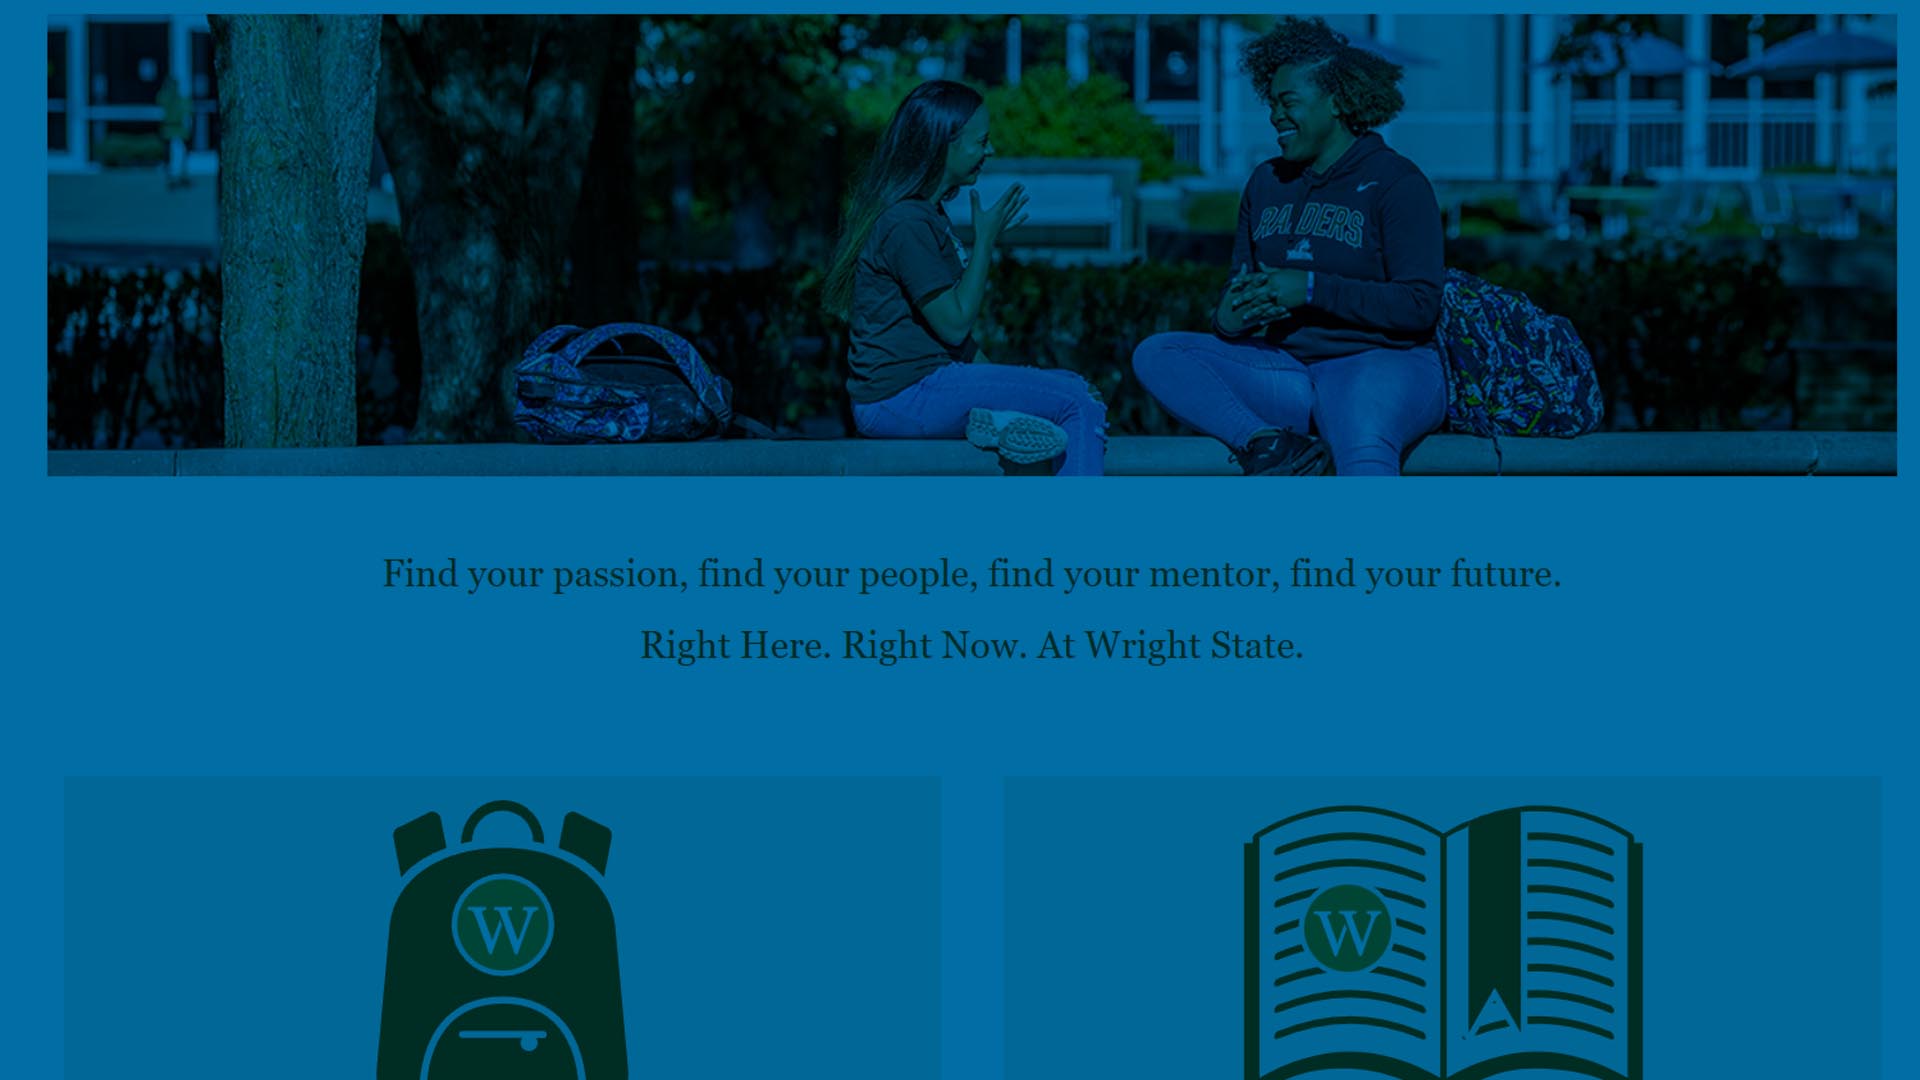 RAIDERS
Find your passion, find your people, find your mentor, find your future.
Right Here. Right Now. At Wright State.
W
W